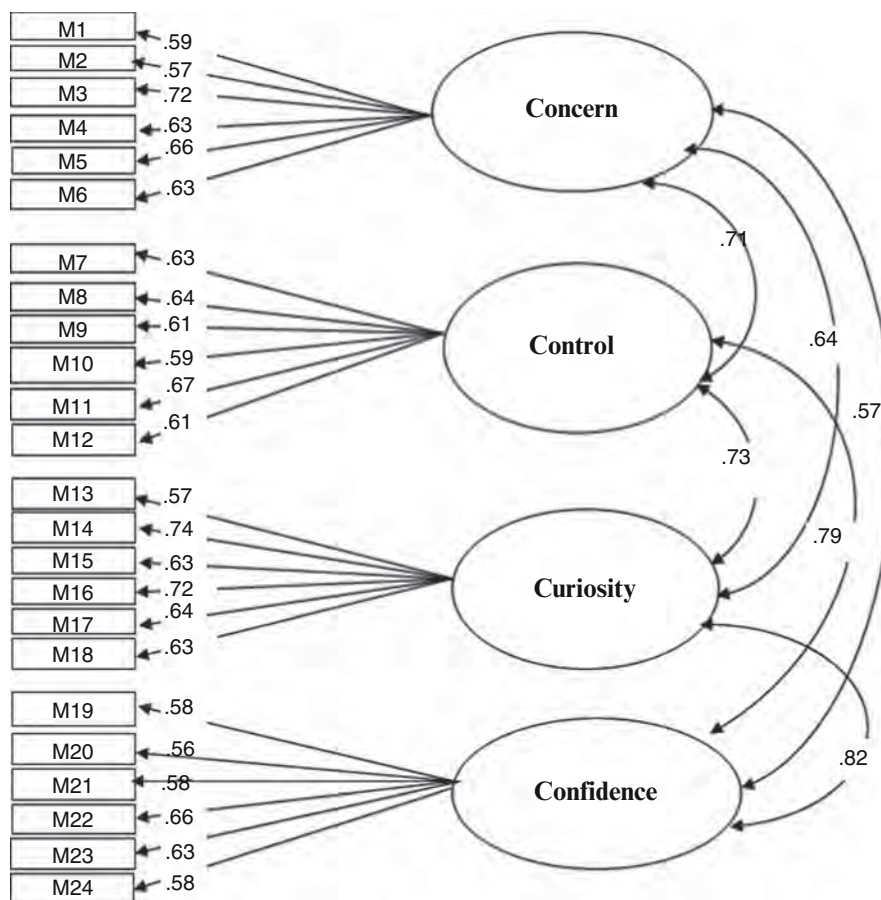 M1 .59
M2 .57
M3 .72
M4 .63
M5 .66
M6 .63
Concern
.71
M7 .63
M8 .64
M9 .61
M10 .59
M11 .67
M12 .61
Control
.64
.57
.73
M13 .57
M14 .74
M15 .63
M16 .72
M17 .64
M18 .63
Curiosity
.79
M19 .58
M20 .56
M21 .58
M22 .66
M23 .63
M24 .58
Confidence
.82